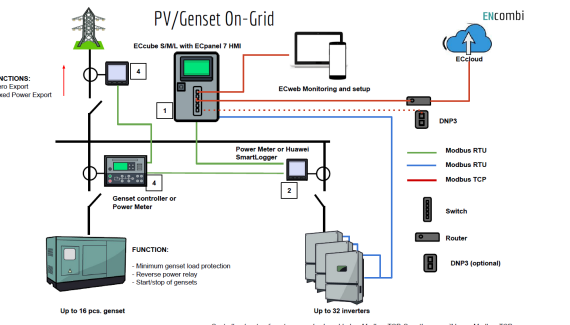 PV/Genset On-Grid
ENcombi
ECcube S/M/L with ECpanel 7 HMI
ECcloud
4
NCTIONS:
ero Export
xed Power Export
ECweb Monitoring and setup
1
DNP3
Power Meter or Huawei
SmartLogger
Modbus RTU
Modbus RTU
Modbus TCP
4
2
Genset controller or
Power Meter
Switch
Router
FUNCTION:
- Minimum genset load protection
- Reverse power relay
- Start/stop of gensets
DNP3 (optional)
Up to 16 pcs. genset
Up to 32 inverters